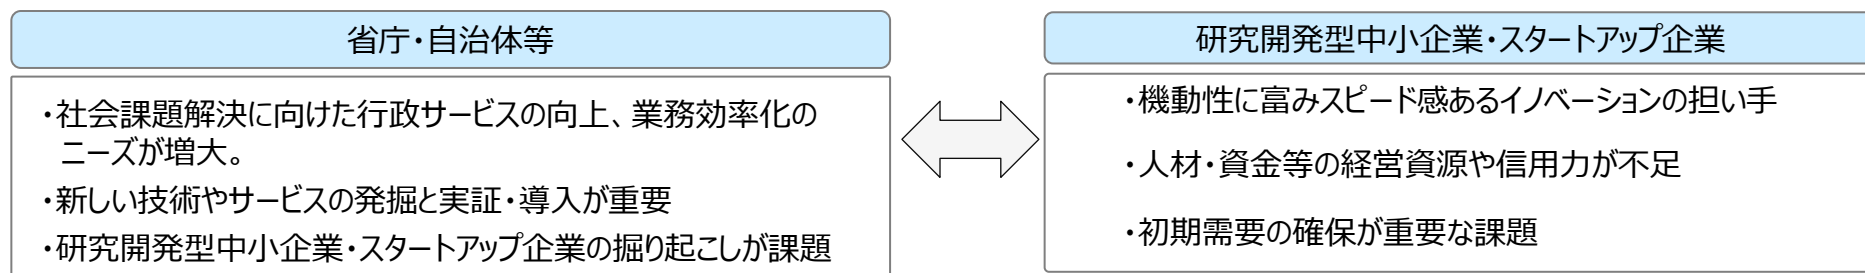 省庁・自治体等
・社会課題解決に向けた行政サービスの向上、業務効率化の
ニーズが増大。
・新しい技術やサービスの発掘と実証・導入が重要
・研究開発型中小企業・スタートアップ企業の掘り起こしが課題
研究開発型中小企業・スタートアップ企業
・機動性に富みスピード感あるイノベーションの担い手
・人材・資金等の経営資源や信用力が不足
・初期需要の確保が重要な課題